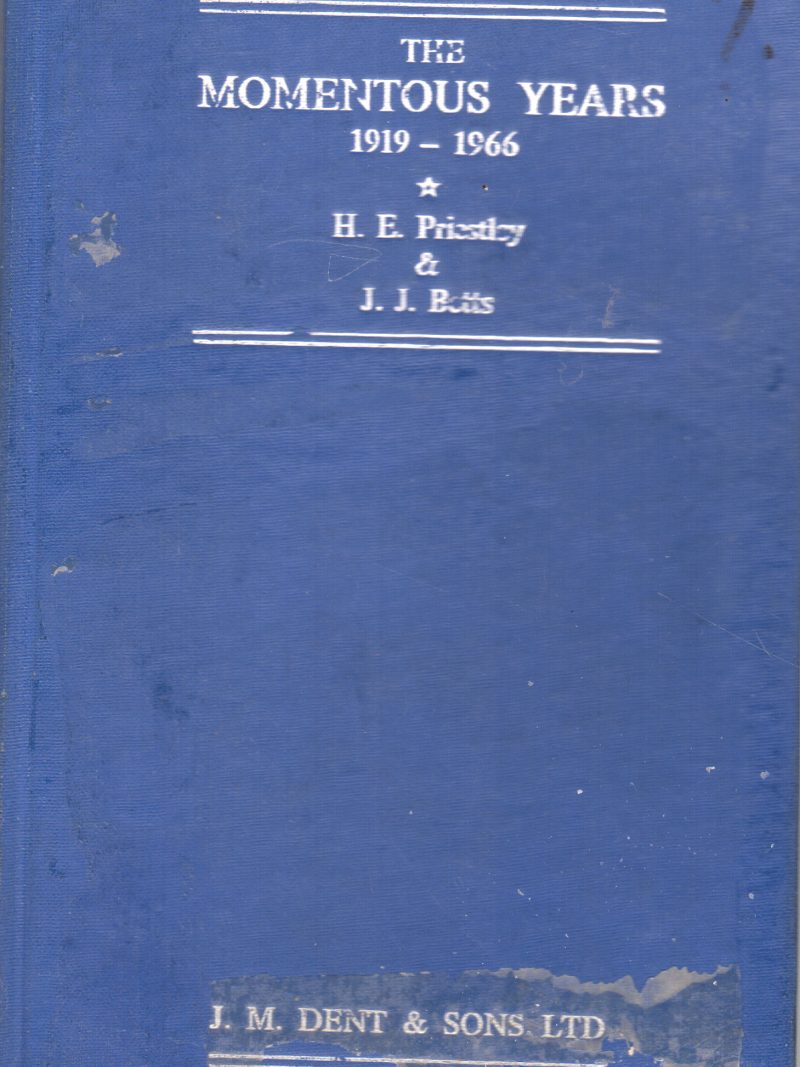 THE
MOMENTOUS YEARS
1919 – 1966
H. E. Priestley
&
J. J. Betts
J. M. DENT & SONS LTD